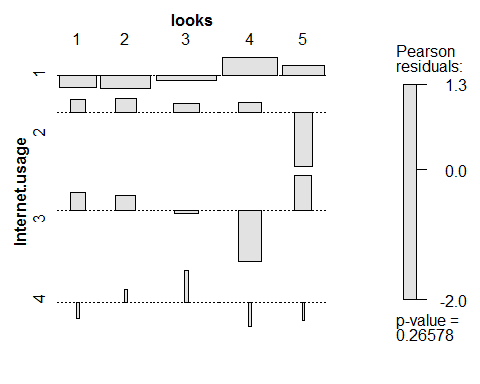 looks
1 2 3 4 5
Internet.usage
1
2
3
4
Pearson
residuals:
1.3
0.0
-2.0
p-value =
0.26578